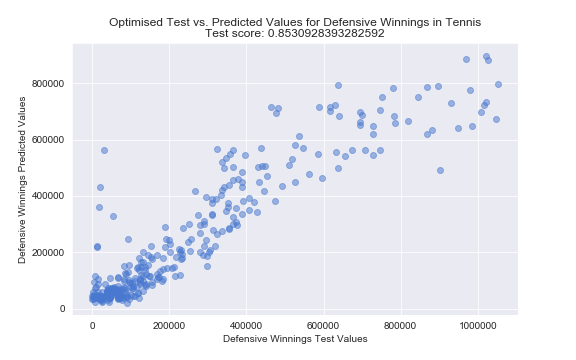 Optimised Test vs. Predicted Values for Defensive Winnings in Tennis
Test score: 0.8530928393282592
Defensive Winnings Predicted Values
800000
600000
400000
200000
0
0 200000 400000 600000 800000 1000000
Defensive Winnings Test Values